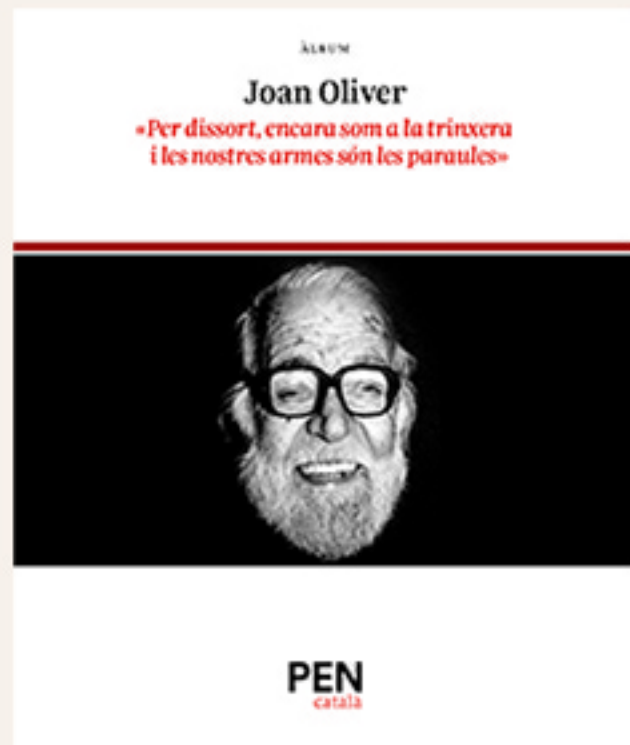 ÀLBUM
Joan Oliver
«Per dissort, encara som a la trinxera
i les nostres armes són les paraules»
PEN
català